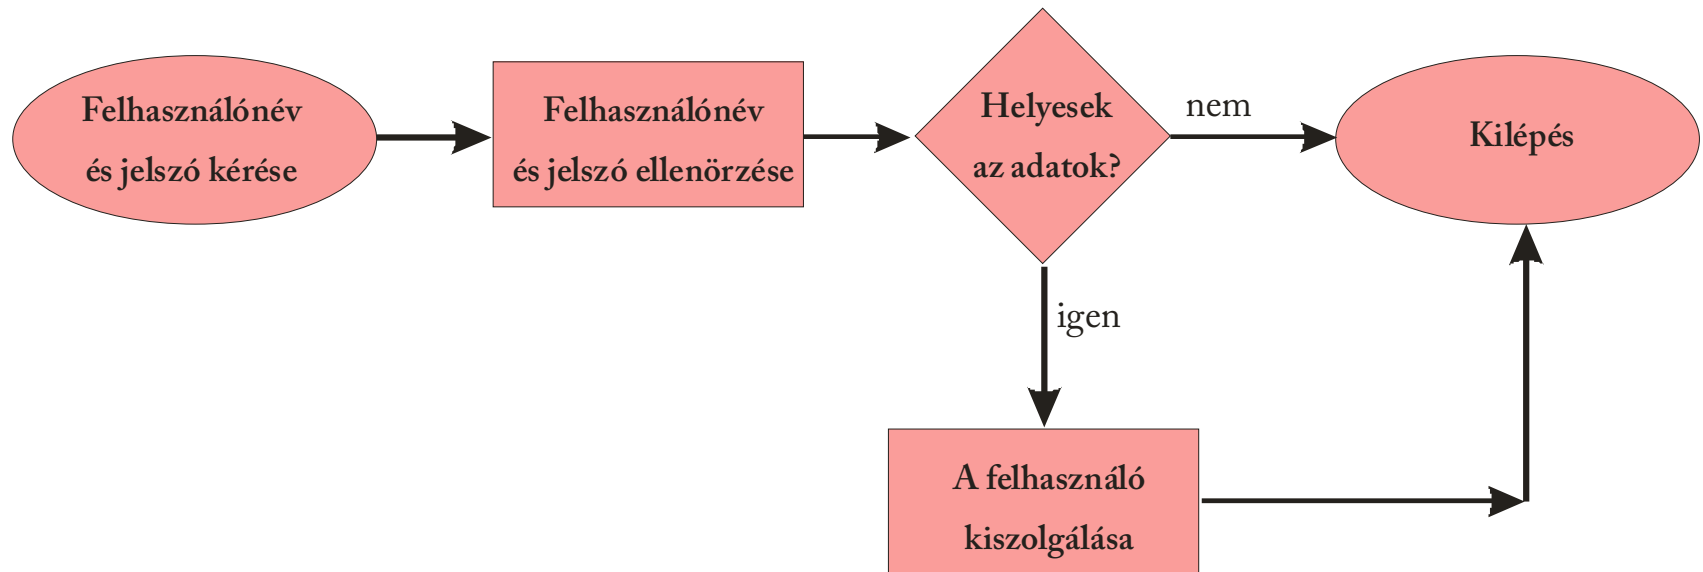 Felhasználónév
és jelszó kérése
Felhasználónév
és jelszó ellenörzése
Helyesek
az adatok?
nem
Kilépés
igen
A felhasználó
kiszolgálása